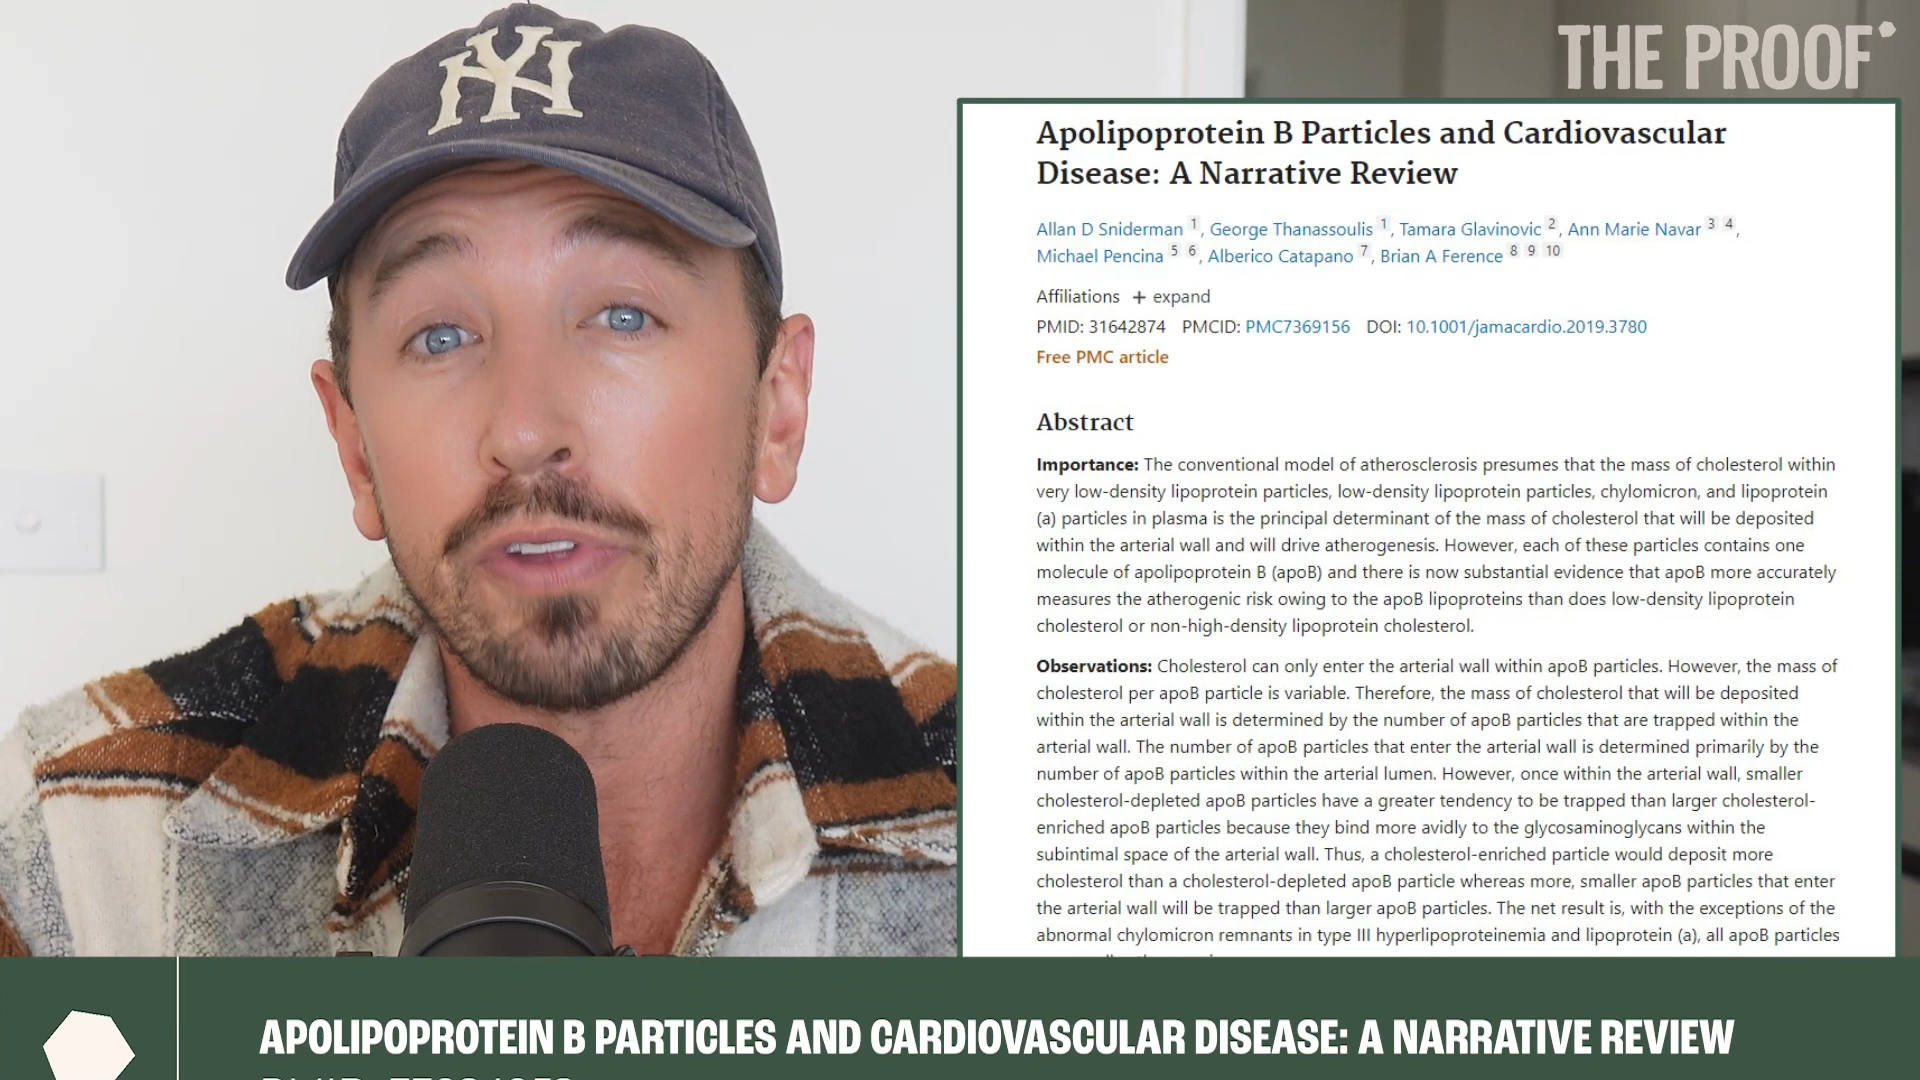 NY
THE PROOF
Apolipoprotein B Particles and Cardiovascular
Disease: A Narrative Review
Allan D Sniderman 1, George Thanassoulis 1, Tamara Glavinovic 2, Ann Marie Navar 3 4,
Michael Pencina 5 6, Alberico Catapano 7, Brian A Ference 8 9 10
Affiliations + expand
PMID: 31642874 PMCID: PMC7369156 DOI: 10.1001/jamacardio.2019.3780
Free PMC article
Abstract
Importance: The conventional model of atherosclerosis presumes that the mass of cholesterol within
very low-density lipoprotein particles, low-density lipoprotein particles, chylomicron, and lipoprotein
(a) particles in plasma is the principal determinant of the mass of cholesterol that will be deposited
within the arterial wall and will drive atherogenesis. However, each of these particles contains one
molecule of apolipoprotein B (apoB) and there is now substantial evidence that apoB more accurately
measures the atherogenic risk owing to the apoB lipoproteins than does low-density lipoprotein
cholesterol or non-high-density lipoprotein cholesterol.
Observations: Cholesterol can only enter the arterial wall within apoB particles. However, the mass of
cholesterol per apoB particle is variable. Therefore, the mass of cholesterol that will be deposited
within the arterial wall is determined by the number of apoB particles that are trapped within the
arterial wall. The number of apoB particles that enter the arterial wall is determined primarily by the
number of apoB particles within the arterial lumen. However, once within the arterial wall, smaller
cholesterol-depleted apoB particles have a greater tendency to be trapped than larger cholesterol-
enriched apoB particles because they bind more avidly to the glycosaminoglycans within the
subintimal space of the arterial wall. Thus, a cholesterol-enriched particle would deposit more
cholesterol than a cholesterol-depleted apoB particle whereas more, smaller apoB particles that enter
the arterial wall will be trapped than larger apoB particles. The net result is, with the exceptions of the
abnormal chylomicron remnants in type III hyperlipoproteinemia and lipoprotein (a), all apoB particles
APOLIPOPROTEIN B PARTICLES AND CARDIOVASCULAR DISEASE: A NARRATIVE REVIEW